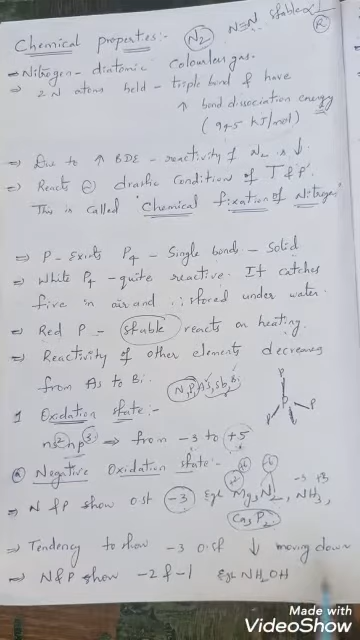 Chemical properties:- N₂ N≡N stable ∝ 1/R
⇒ Nitrogen - diatomic colourless gas.
⇒ 2 N atoms held - triple bond & have
↑ bond dissociation energy
(945 kJ/mol)
⇒ Due to ↑ BDE - reactivity of N₂ is ↓.
⇒ Reacts @ drastic condition of T & P.
This is called "Chemical fixation of Nitrogen"
⇒ P - Exists P₄ - Single bonds - Solid
⇒ White P₄ - quite reactive. It catches
fire in air and ∴ stored under water.
⇒ Red P - stable reacts on heating.
⇒ Reactivity of other elements decreases
from As to Bi. N, P, As, Sb, Bi
P
P
P P
1 Oxidation state:-
ns² np³ ⇒ from -3 to +5
ⓐ Negative Oxidation state:-
⇒ N & P show o.st -3 Eg: Mg₃N₂, NH₃,
Ca₃P₂
⇒ Tendency to show -3 o.st ↓ moving down
⇒ N & P show -2 & -1 Eg: NH₂OH
Made with
VideoShow